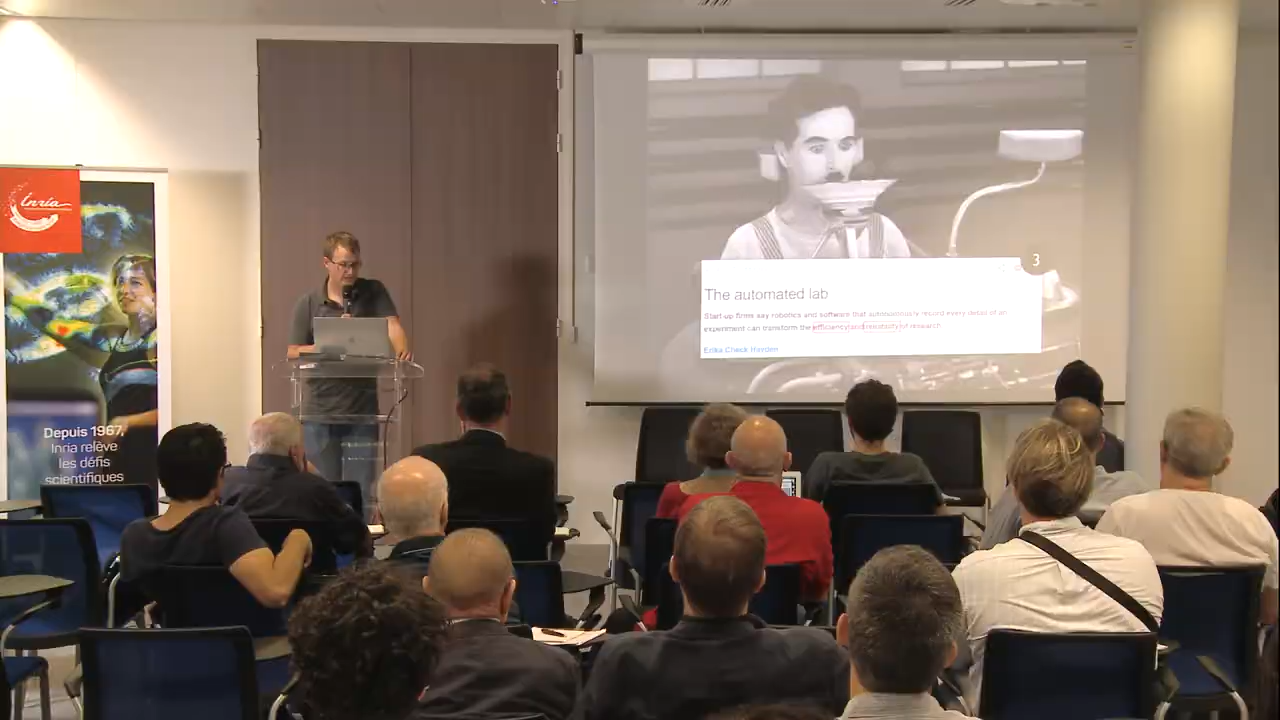 Inria
Depuis 1967,
Inria relève
les défis
scientifiques
3
The automated lab
Start-up firms say robotics and software that autonomously record every detail of an
experiment can transform the efficiency and reliability of research.
Erika Check Hayden